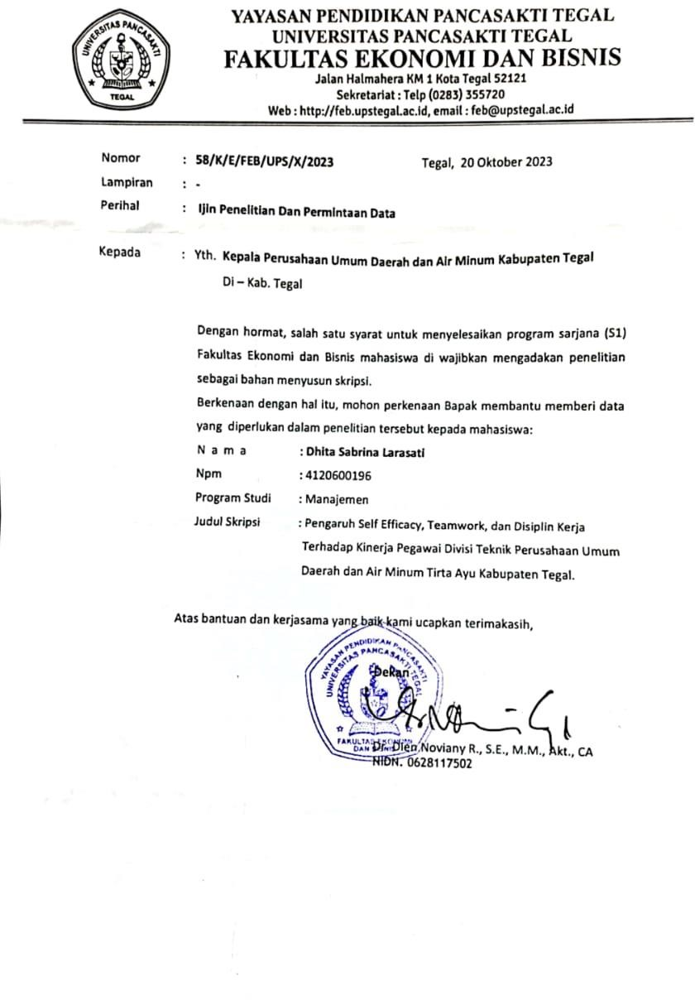 UNIVERSITAS PANCASAKTI
TEGAL
YAYASAN PENDIDIKAN PANCASAKTI TEGAL
UNIVERSITAS PANCASAKTI TEGAL
FAKULTAS EKONOMI DAN BISNIS
Jalan Halmahera KM 1 Kota Tegal 52121
Sekretariat : Telp (0283) 355720
Web : http://feb.upstegal.ac.id, email : feb@upstegal.ac.id
Nomor : 58/K/E/FEB/UPS/X/2023 Tegal, 20 Oktober 2023
Lampiran : -
Perihal : Ijin Penelitian Dan Permintaan Data
Kepada : Yth. Kepala Perusahaan Umum Daerah dan Air Minum Kabupaten Tegal
Di – Kab. Tegal
Dengan hormat, salah satu syarat untuk menyelesaikan program sarjana (S1)
Fakultas Ekonomi dan Bisnis mahasiswa di wajibkan mengadakan penelitian
sebagai bahan menyusun skripsi.
Berkenaan dengan hal itu, mohon perkenaan Bapak membantu memberi data
yang diperlukan dalam penelitian tersebut kepada mahasiswa:
N a m a : Dhita Sabrina Larasati
Npm : 4120600196
Program Studi : Manajemen
Judul Skripsi : Pengaruh Self Efficacy, Teamwork, dan Disiplin Kerja
Terhadap Kinerja Pegawai Divisi Teknik Perusahaan Umum
Daerah dan Air Minum Tirta Ayu Kabupaten Tegal.
Atas bantuan dan kerjasama yang baik kami ucapkan terimakasih,
YAYASAN PENDIDIKAN PANCASAKTI
UNIVERSITAS PANCASAKTI TEGAL
Dekan
FAKULTAS EKONOMI
DAN BISNIS
Dr. Dien Noviany R., S.E., M.M., Akt., CA
NIDN. 0628117502